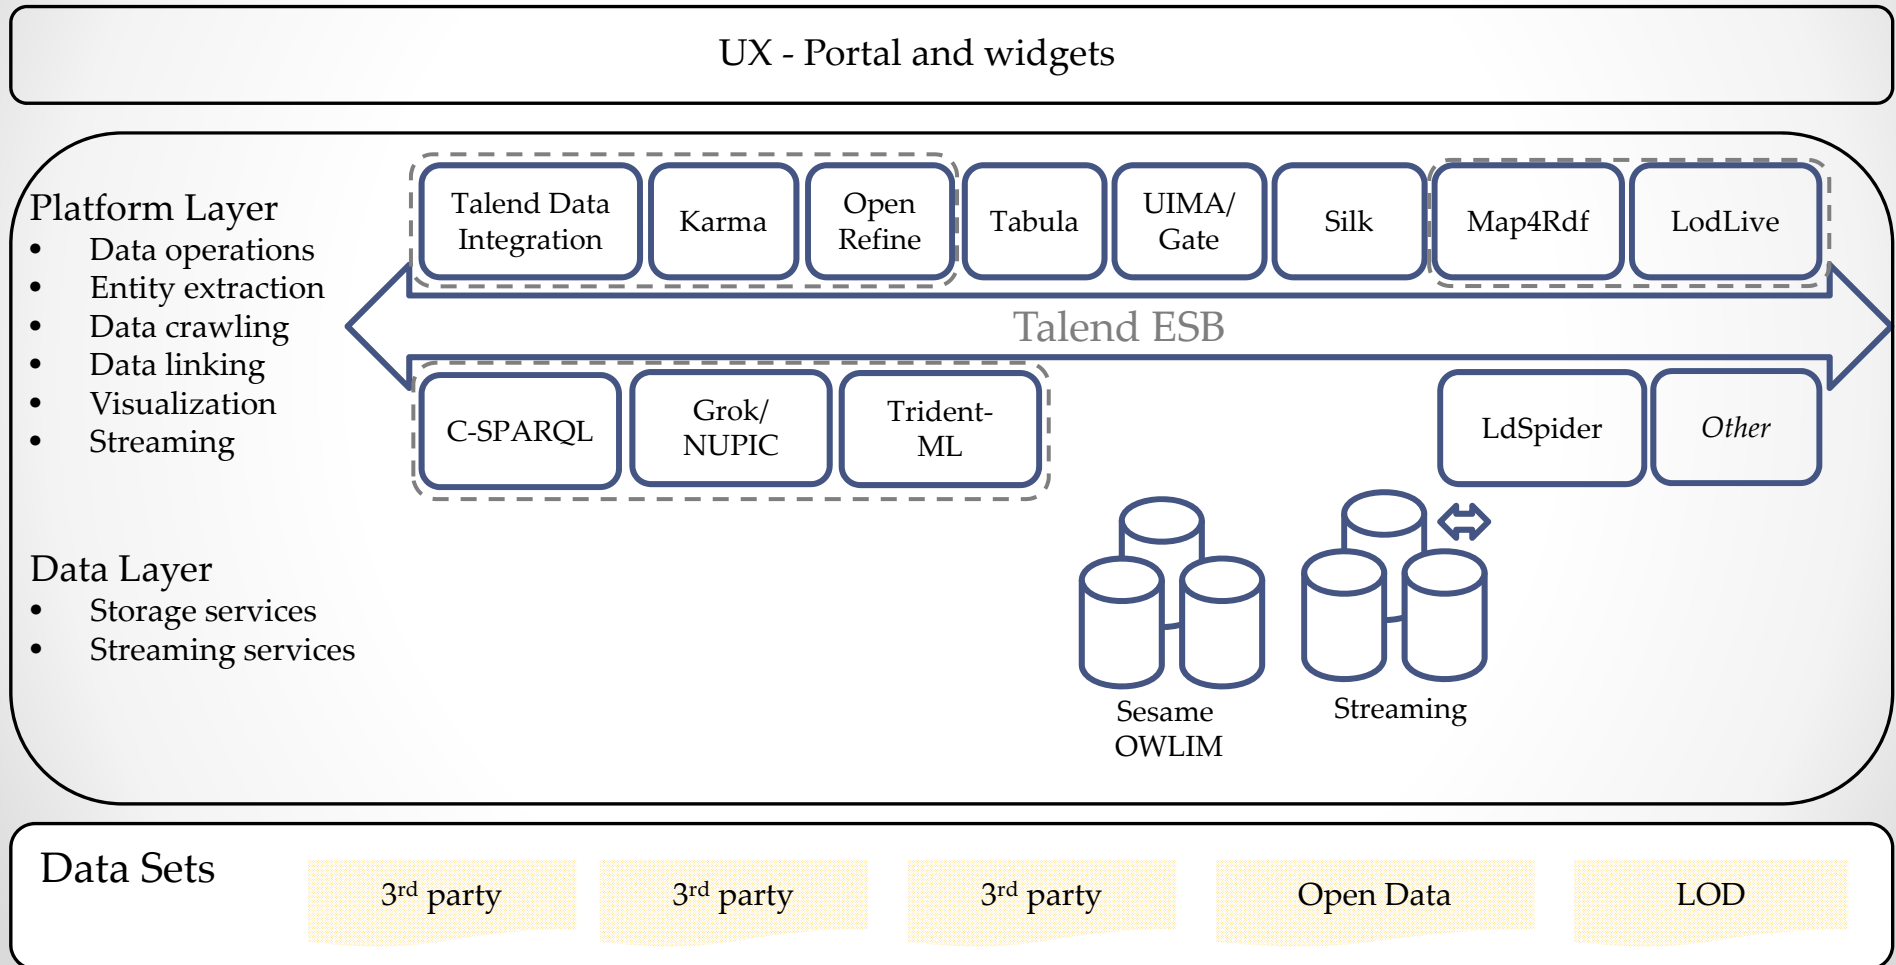 UX - Portal and widgets
Platform Layer
• Data operations
• Entity extraction
• Data crawling
• Data linking
• Visualization
• Streaming
Talend Data
Integration
Karma
Open
Refine
Tabula
UIMA/
Gate
Silk
Map4Rdf
LodLive
Talend ESB
C-SPARQL
Grok/
NUPIC
Trident-
ML
LdSpider
Other
Data Layer
• Storage services
• Streaming services
Sesame
OWLIM
Streaming
Data Sets
3rd party
3rd party
3rd party
Open Data
LOD